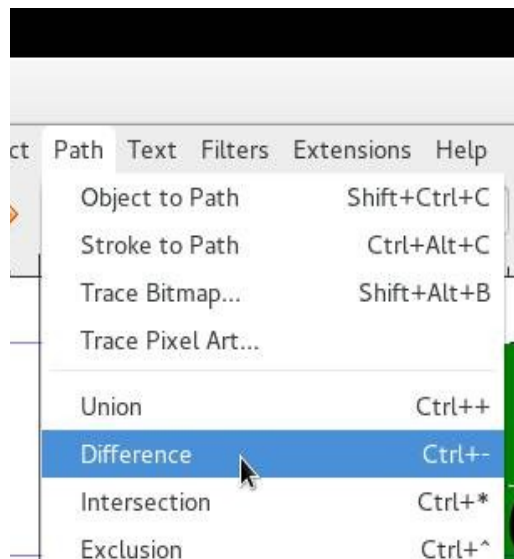 ct Path Text Filters Extensions Help
Object to Path Shift+Ctrl+C
Stroke to Path Ctrl+Alt+C
Trace Bitmap... Shift+Alt+B
Trace Pixel Art...
Union Ctrl++
Difference Ctrl+-
Intersection Ctrl+*
Exclusion Ctrl+^